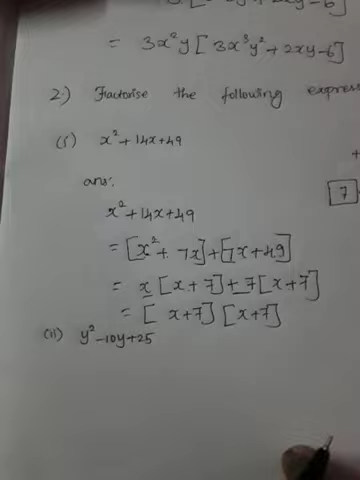 = 3x²y[3x³y²+2xy-6]
2.) Factorise the following express
(i) x²+14x+49
ans:
+
7
x²+14x+49
= [x²+ 7x]+[7x+49]
= x[x+7]+7[x+7]
= [x+7][x+7]
(ii) y²-10y+25